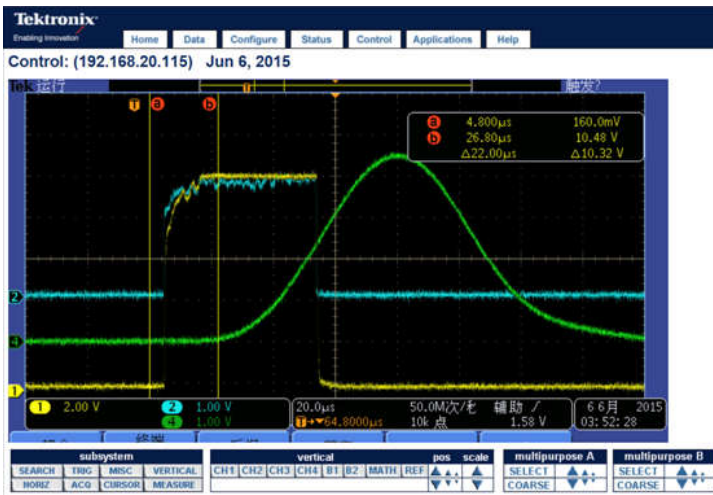 Tektronix
Enabling Innovation
Home Data Configure Status Control Applications Help
Control: (192.168.20.115) Jun 6, 2015
Tek 运行 触发?
T a b T
a 4.800µs 160.0mV
b 26.80µs 10.48 V
△22.00µs △10.32 V
2
4
1
1 2.00 V 2 1.00 V 20.0µs 50.0M次/秒 辅助 / 6 6月 2015
4 1.00 V T→▼64.8000µs 10k 点 1.58 V 03:52:28
终端
subsystem vertical pos scale multipurpose A multipurpose B
SEARCH TRIG MISC VERTICAL CH1 CH2 CH3 CH4 B1 B2 MATH REF SELECT SELECT
HORIZ ACQ CURSOR MEASURE COARSE COARSE